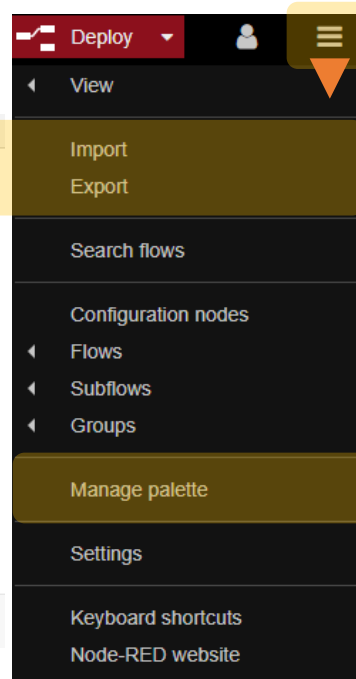 Deploy
View
Import
Export
Search flows
Configuration nodes
Flows
Subflows
Groups
Manage palette
Settings
Keyboard shortcuts
Node-RED website